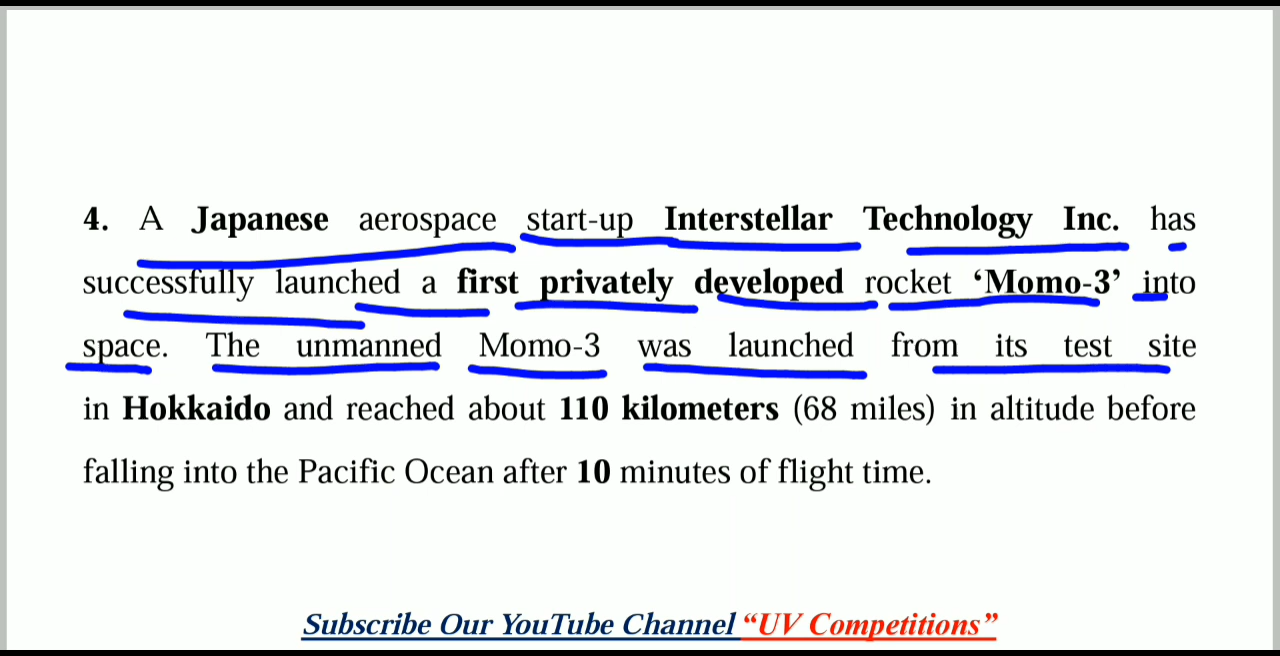 4. A Japanese aerospace start-up Interstellar Technology Inc. has
successfully launched a first privately developed rocket ‘Momo-3’ into
space. The unmanned Momo-3 was launched from its test site
in Hokkaido and reached about 110 kilometers (68 miles) in altitude before
falling into the Pacific Ocean after 10 minutes of flight time.
Subscribe Our YouTube Channel “UV Competitions”